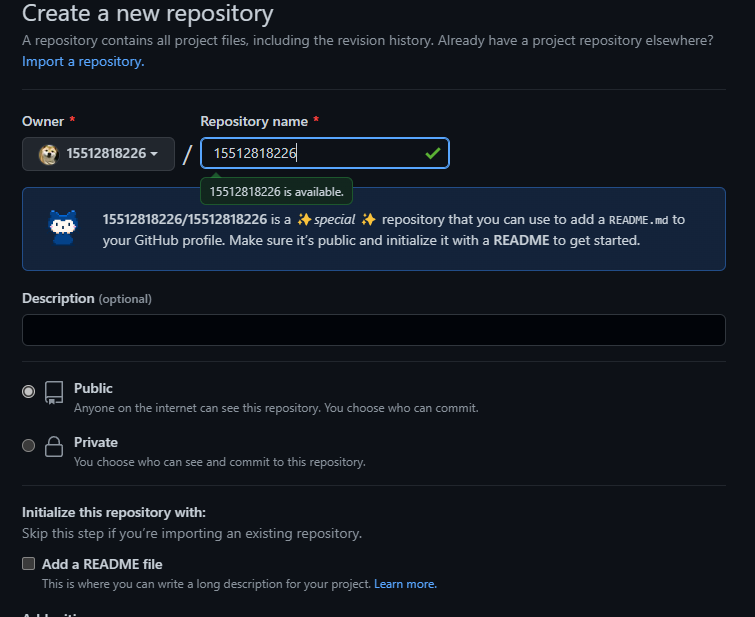 Create a new repository
A repository contains all project files, including the revision history. Already have a project repository elsewhere?
Import a repository.
Owner * Repository name *
15512818226 / 15512818226
15512818226 is available.
15512818226/15512818226 is a ✨special ✨ repository that you can use to add a README.md to
your GitHub profile. Make sure it's public and initialize it with a README to get started.
Description (optional)
Public
Anyone on the internet can see this repository. You choose who can commit.
Private
You choose who can see and commit to this repository.
Initialize this repository with:
Skip this step if you're importing an existing repository.
Add a README file
This is where you can write a long description for your project. Learn more.